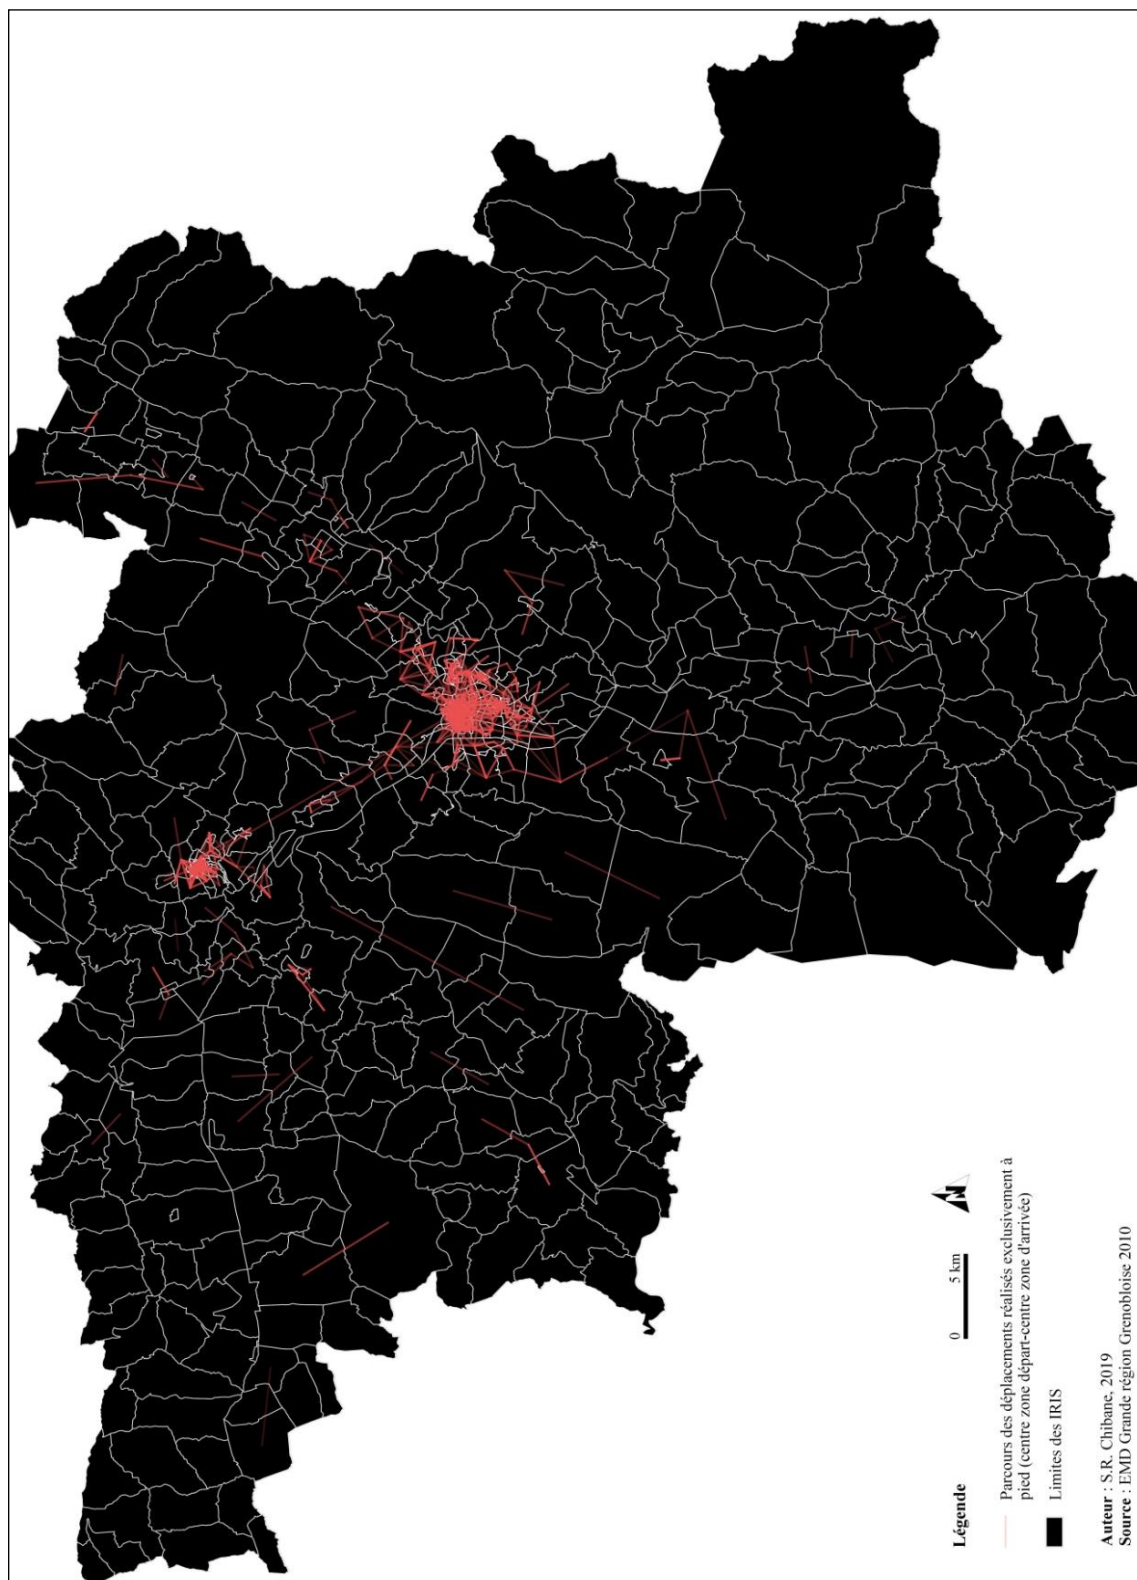 Légende
Parcours des déplacements réalisés exclusivement à
pied (centre zone départ-centre zone d'arrivée)
Limites des IRIS
0 5 km
N
Auteur : S.R. Chibane, 2019
Source : EMD Grande région Grenobloise 2010